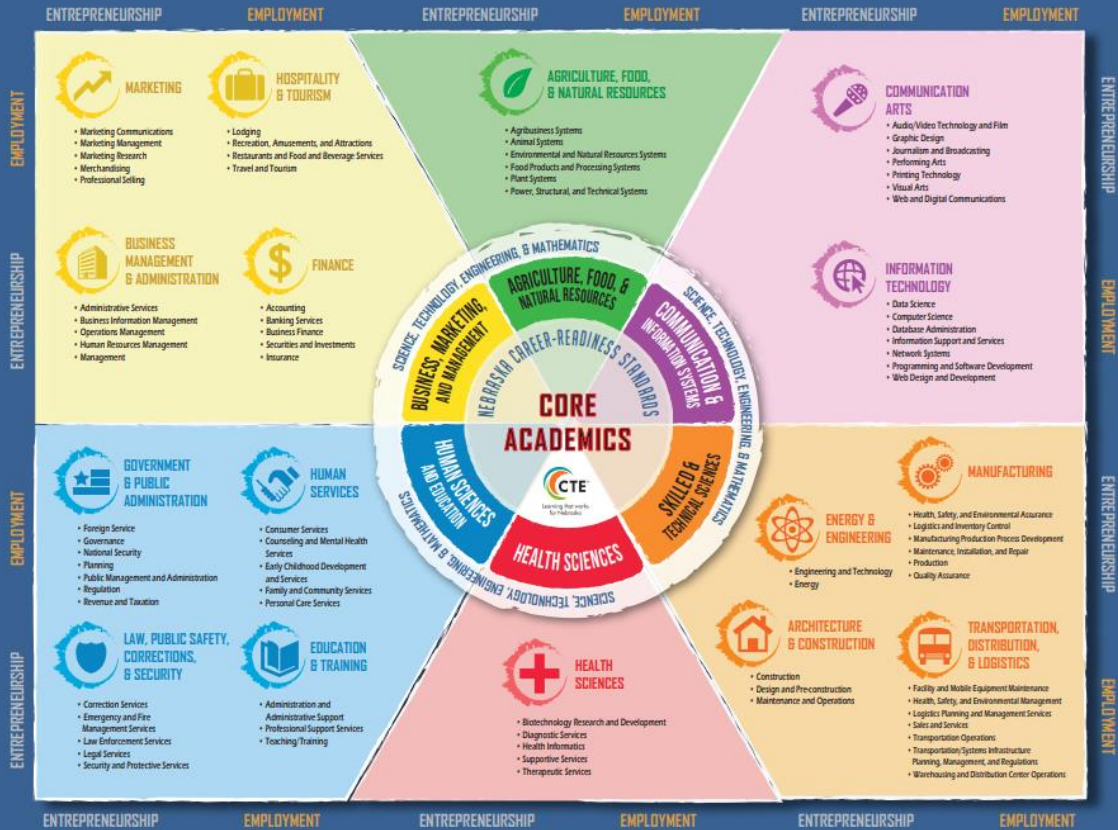 ENTREPRENEURSHIP
EMPLOYMENT
ENTREPRENEURSHIP
EMPLOYMENT
ENTREPRENEURSHIP
EMPLOYMENT
EMPLOYMENT
ENTREPRENEURSHIP
EMPLOYMENT
ENTREPRENEURSHIP
MARKETING
• Marketing Communications
• Marketing Management
• Marketing Research
• Merchandising
• Professional Selling
HOSPITALITY
& TOURISM
• Lodging
• Recreation, Amusements, and Attractions
• Restaurants and Food and Beverage Services
• Travel and Tourism
BUSINESS
MANAGEMENT
& ADMINISTRATION
• Administrative Services
• Business Information Management
• Operations Management
• Human Resources Management
• Management
$
FINANCE
• Accounting
• Banking Services
• Business Finance
• Securities and Investments
• Insurance
AGRICULTURE, FOOD,
& NATURAL RESOURCES
• Agribusiness Systems
• Animal Systems
• Environmental and Natural Resources Systems
• Food Products and Processing Systems
• Plant Systems
• Power, Structural, and Technical Systems
COMMUNICATION
ARTS
• Audio/Video Technology and Film
• Graphic Design
• Journalism and Broadcasting
• Performing Arts
• Printing Technology
• Visual Arts
• Web and Digital Communications
INFORMATION
TECHNOLOGY
• Data Science
• Computer Science
• Database Administration
• Information Support and Services
• Network Systems
• Programming and Software Development
• Web Design and Development
SCIENCE, TECHNOLOGY, ENGINEERING, & MATHEMATICS
SCIENCE, TECHNOLOGY, ENGINEERING, & MATHEMATICS
SCIENCE, TECHNOLOGY, ENGINEERING, & MATHEMATICS
AGRICULTURE, FOOD, &
NATURAL RESOURCES
COMMUNICATION &
INFORMATION SYSTEMS
SKILLED &
TECHNICAL SCIENCES
HEALTH SCIENCES
HUMAN SCIENCES
AND EDUCATION
BUSINESS, MARKETING,
AND MANAGEMENT
NEBRASKA CAREER-READINESS STANDARDS
CORE
ACADEMICS
CTE
Learning that works
for Nebraska
GOVERNMENT
& PUBLIC
ADMINISTRATION
• Foreign Service
• Governance
• National Security
• Planning
• Public Management and Administration
• Regulation
• Revenue and Taxation
HUMAN
SERVICES
• Consumer Services
• Counseling and Mental Health
Services
• Early Childhood Development
and Services
• Family and Community Services
• Personal Care Services
LAW, PUBLIC SAFETY,
CORRECTIONS,
& SECURITY
• Correction Services
• Emergency and Fire
Management Services
• Law Enforcement Services
• Legal Services
• Security and Protective Services
EDUCATION
& TRAINING
• Administration and
Administrative Support
• Professional Support Services
• Teaching/Training
HEALTH
SCIENCES
• Biotechnology Research and Development
• Diagnostic Services
• Health Informatics
• Supportive Services
• Therapeutic Services
MANUFACTURING
• Health, Safety, and Environmental Assurance
• Logistics and Inventory Control
• Manufacturing Production Process Development
• Maintenance, Installation, and Repair
• Production
• Quality Assurance
ENERGY &
ENGINEERING
• Engineering and Technology
• Energy
ARCHITECTURE
& CONSTRUCTION
• Construction
• Design and Pre-construction
• Maintenance and Operations
TRANSPORTATION,
DISTRIBUTION,
& LOGISTICS
• Facility and Mobile Equipment Maintenance
• Health, Safety, and Environmental Management
• Logistics Planning and Management Services
• Sales and Services
• Transportation Operations
• Transportation/Systems Infrastructure
Planning, Management, and Regulations
• Warehousing and Distribution Center Operations
ENTREPRENEURSHIP
EMPLOYMENT
ENTREPRENEURSHIP
EMPLOYMENT
ENTREPRENEURSHIP
EMPLOYMENT
ENTREPRENEURSHIP
EMPLOYMENT
ENTREPRENEURSHIP
EMPLOYMENT